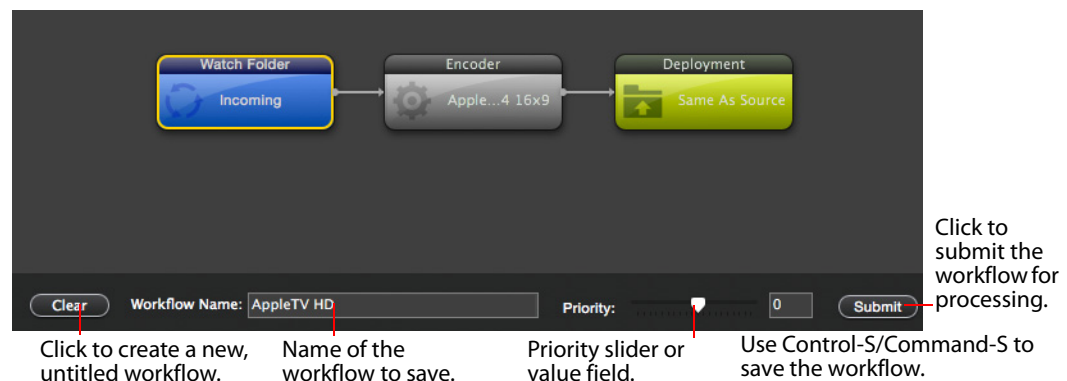 Watch Folder
Incoming
Encoder
Apple...4 16x9
Deployment
Same As Source
Clear
Workflow Name:
AppleTV HD
Priority:
0
Submit
Click to
submit the
workflow for
processing.
Click to create a new,
untitled workflow.
Name of the
workflow to save.
Priority slider or
value field.
Use Control-S/Command-S to
save the workflow.